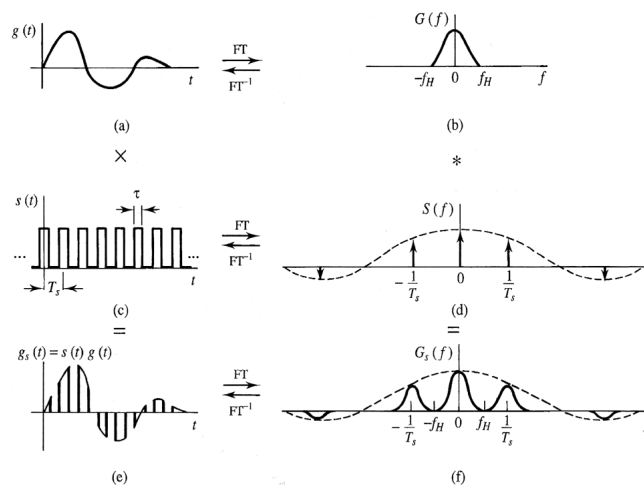 g (t)
t
FT
FT⁻¹
G (f)
-f_H 0 f_H f
(a)
(b)
×
*
s (t)
τ
...
...
T_s
t
FT
FT⁻¹
S (f)
- 1/T_s 0 1/T_s
(c)
(d)
=
=
g_s (t) = s (t) g (t)
t
FT
FT⁻¹
G_s (f)
- 1/T_s -f_H 0 f_H 1/T_s
(e)
(f)